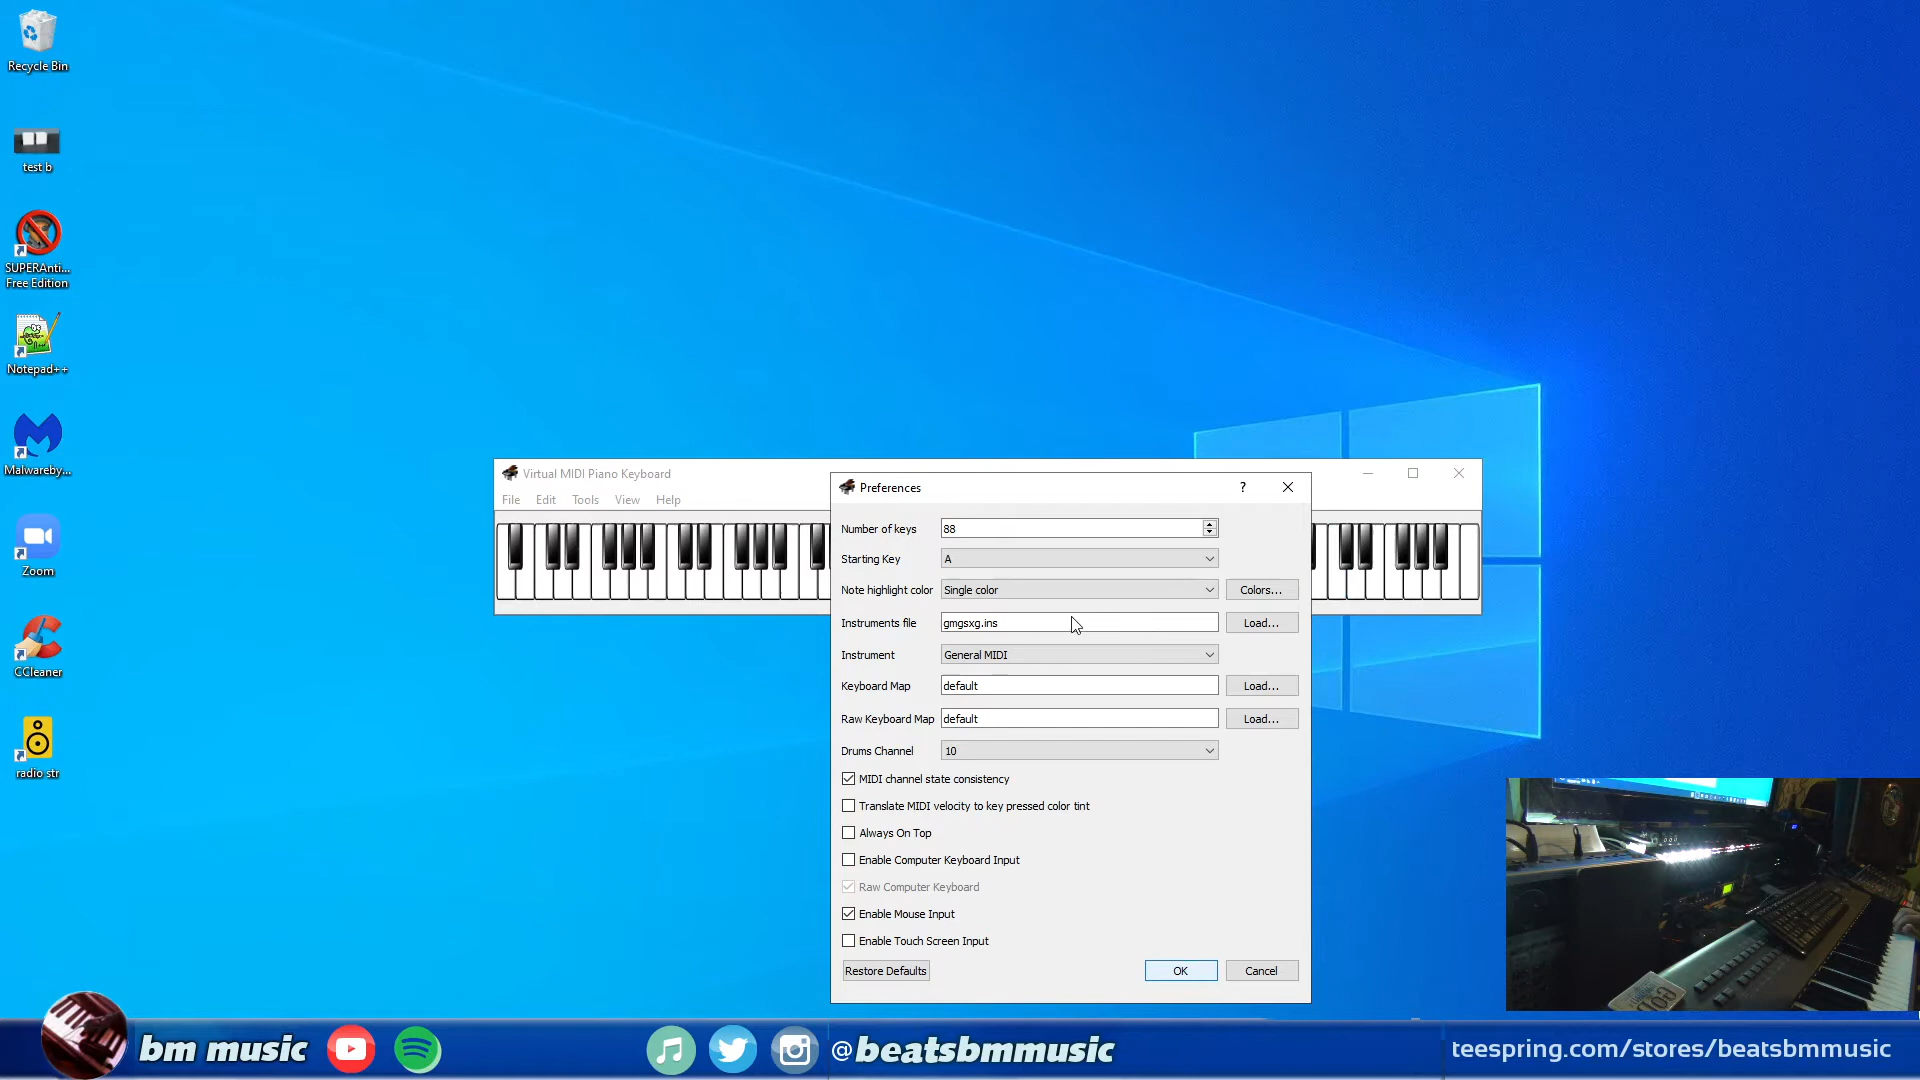 Recycle Bin
test b
SUPERAnti...
Free Edition
Notepad++
Malwareby...
Zoom
CCleaner
radio str
Virtual MIDI Piano Keyboard
File Edit Tools View Help
Preferences
?
Number of keys 88
Starting Key A
Note highlight color Single color Colors...
Instruments file gmgsxg.ins Load...
Instrument General MIDI
Keyboard Map default Load...
Raw Keyboard Map default Load...
Drums Channel 10
MIDI channel state consistency
Translate MIDI velocity to key pressed color tint
Always On Top
Enable Computer Keyboard Input
Raw Computer Keyboard
Enable Mouse Input
Enable Touch Screen Input
Restore Defaults OK Cancel
bm music
@beatsbmmusic
teespring.com/stores/beatsbmmusic